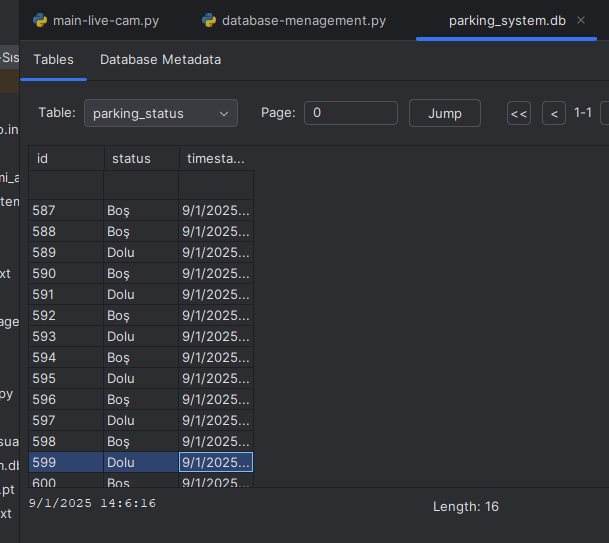 main-live-cam.py database-menagement.py parking_system.db
-Sis
Tables Database Metadata
Table: parking_status Page: 0 Jump << < 1-1
o.in
id status timesta...
mi_a
587 Boş 9/1/2025...
tem
588 Boş 9/1/2025...
589 Dolu 9/1/2025...
590 Boş 9/1/2025...
xt
591 Dolu 9/1/2025...
592 Boş 9/1/2025...
age
593 Dolu 9/1/2025...
594 Boş 9/1/2025...
595 Dolu 9/1/2025...
.py
596 Boş 9/1/2025...
597 Dolu 9/1/2025...
598 Boş 9/1/2025...
sua
599 Dolu 9/1/2025...
m.db
600 Boş 9/1/2025...
.pt
9/1/2025 14:6:16 Length: 16
xt